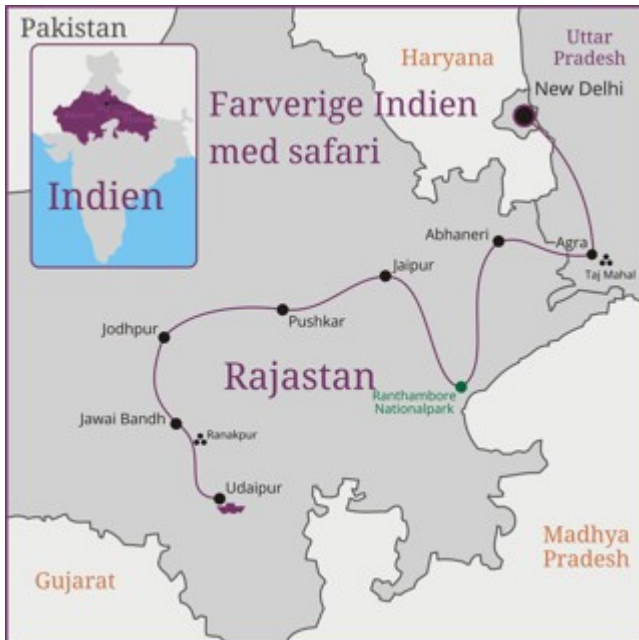 Pakistan
Haryana
Uttar
Pradesh
New Delhi
Farverige Indien
med safari
Indien
Abhaneri
Agra
Taj Mahal
Jaipur
Pushkar
Jodhpur
Rajastan
Ranthambore
Nationalpark
Jawai Bandh
Ranakpur
Udaipur
Madhya
Pradesh
Gujarat